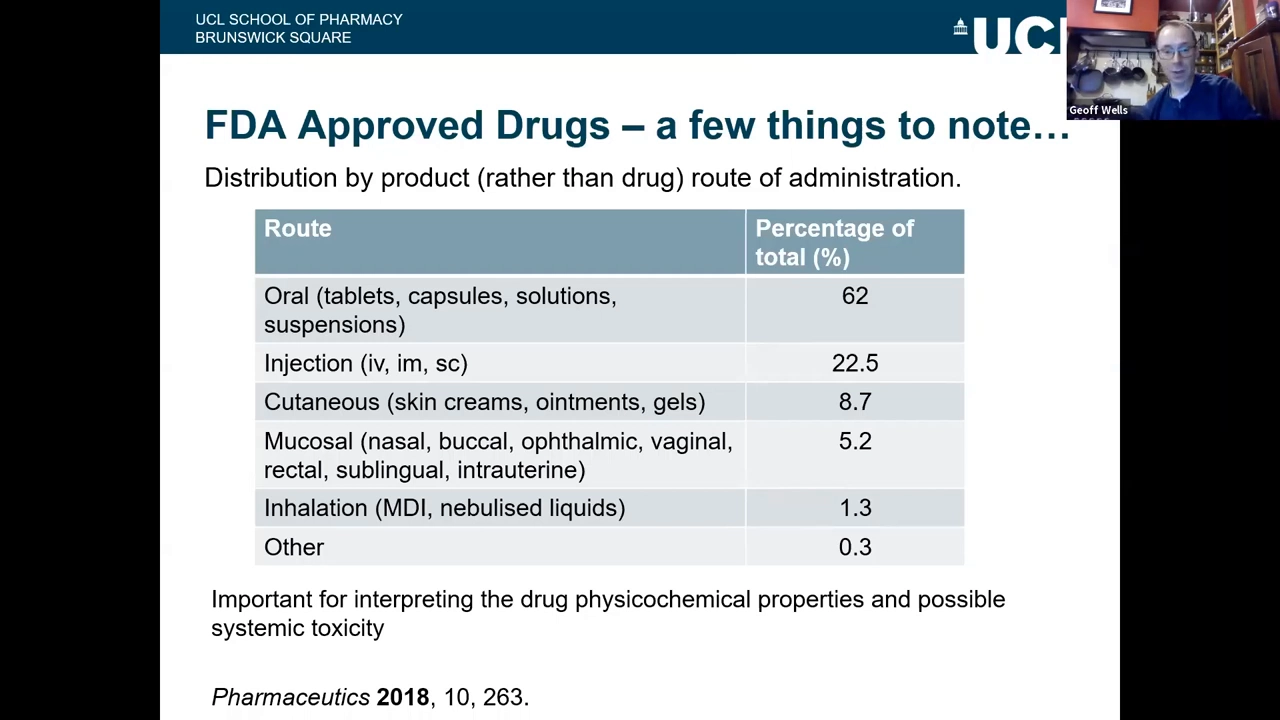 UCL SCHOOL OF PHARMACY
BRUNSWICK SQUARE
UCL
Geoff Wells
FDA Approved Drugs – a few things to note…
Distribution by product (rather than drug) route of administration.
Route
Percentage of
total (%)
Oral (tablets, capsules, solutions,
suspensions)
62
Injection (iv, im, sc)
22.5
Cutaneous (skin creams, ointments, gels)
8.7
Mucosal (nasal, buccal, ophthalmic, vaginal,
rectal, sublingual, intrauterine)
5.2
Inhalation (MDI, nebulised liquids)
1.3
Other
0.3
Important for interpreting the drug physicochemical properties and possible
systemic toxicity
Pharmaceutics 2018, 10, 263.